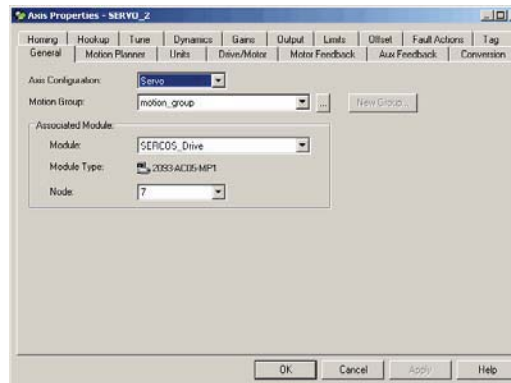 Axis Properties - SERVO_2
Homing Hookup Tune Dynamics Gains Output Limits Offset Fault Actions Tag
General Motion Planner Units Drive/Motor Motor Feedback Aux Feedback Conversion
Axis Configuration: Servo
Motion Group: motion_group ... New Group...
Associated Module:
Module: SERCOS_Drive
Module Type: 2093-AC05-MP1
Node: 7
OK Cancel Apply Help